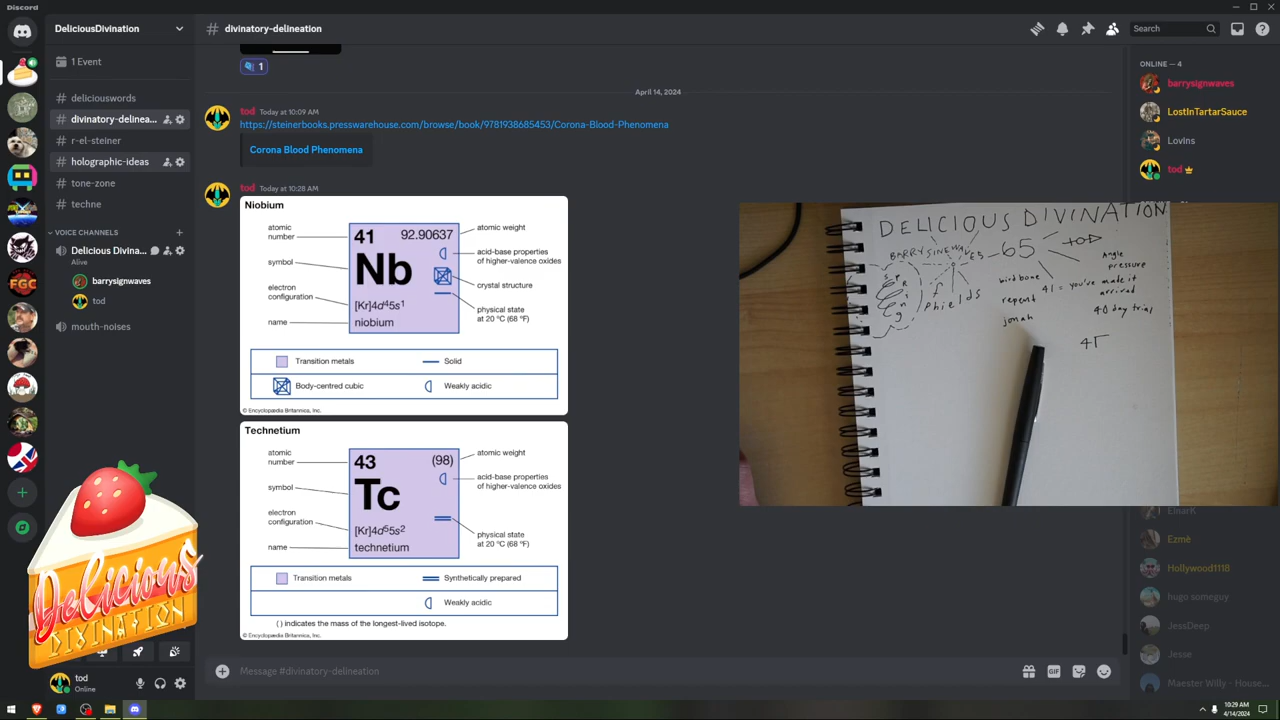 Discord
DeliciousDivination
# divinatory-delineation
Search
1 Event
# deliciouswords
# divinatory-delinea...
# r-el-steiner
# holographic-ideas
# tone-zone
# techne
VOICE CHANNELS
Delicious Divina...
Alive
barrysignwaves
tod
mouth-noises
1
April 14, 2024
tod Today at 10:09 AM
https://steinerbooks.presswarehouse.com/browse/book/9781938685453/Corona-Blood-Phenomena
Corona Blood Phenomena
tod Today at 10:28 AM
Niobium
atomic number
symbol
electron configuration
name
41 92.90637
Nb
[Kr]4d⁴5s¹
niobium
atomic weight
acid-base properties of higher-valence oxides
crystal structure
physical state at 20 °C (68 °F)
Transition metals
Solid
Body-centred cubic
Weakly acidic
© Encyclopædia Britannica, Inc.
Technetium
atomic number
symbol
electron configuration
name
43 (98)
Tc
[Kr]4d⁵5s²
technetium
atomic weight
acid-base properties of higher-valence oxides
physical state at 20 °C (68 °F)
Transition metals
Synthetically prepared
Weakly acidic
( ) indicates the mass of the longest-lived isotope.
© Encyclopædia Britannica, Inc.
Message #divinatory-delineation
GIF
ONLINE — 4
barrysignwaves
LostInTartarSauce
Lovins
tod
DELICIOUS DIVINATION
65
tod
Angle
pressure
41 = you've made it
arrived
repent
40 day trial
jonah
Phields
ElsarK
Ezmè
Hollywood1118
hugo someguy
JessDeep
Jesse
Maester Willy - House...
FGC
Delicious
DIVINATION
tod
Online
10:29 AM
4/14/2024